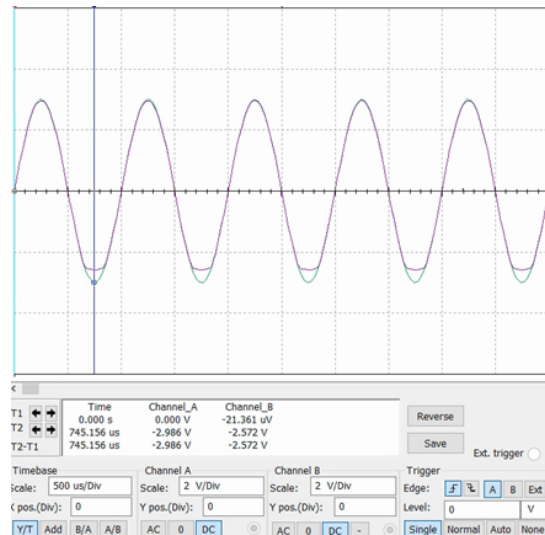 Time Channel_A Channel_B
T1 0.000 s 0.000 V -21.361 uV
T2 745.156 us -2.986 V -2.572 V
T2-T1 745.156 us -2.986 V -2.572 V
Reverse
Save
Ext. trigger
Timebase Channel A Channel B Trigger
Scale: 500 us/Div Scale: 2 V/Div Scale: 2 V/Div Edge: A B Ext
X pos.(Div): 0 Y pos.(Div): 0 Y pos.(Div): 0 Level: 0 V
Y/T Add B/A A/B AC 0 DC AC 0 DC - Single Normal Auto None